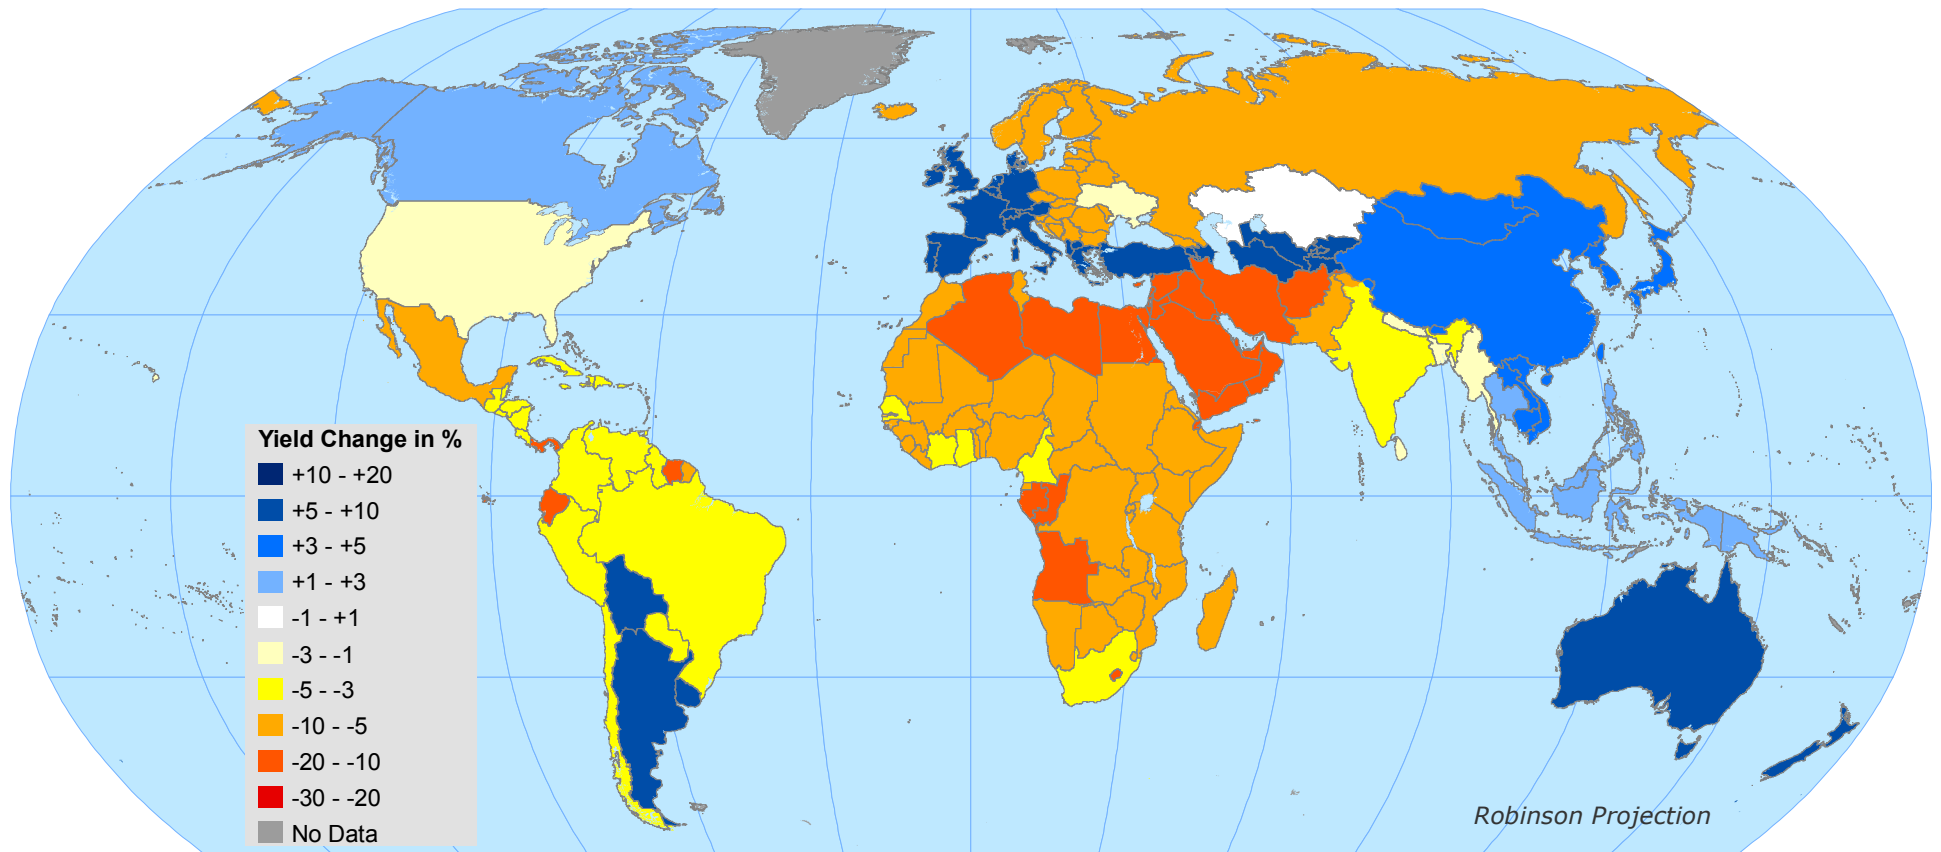 Yield Change in %
+10 - +20
+5 - +10
+3 - +5
+1 - +3
-1 - +1
-3 - -1
-5 - -3
-10 - -5
-20 - -10
-30 - -20
No Data
Robinson Projection